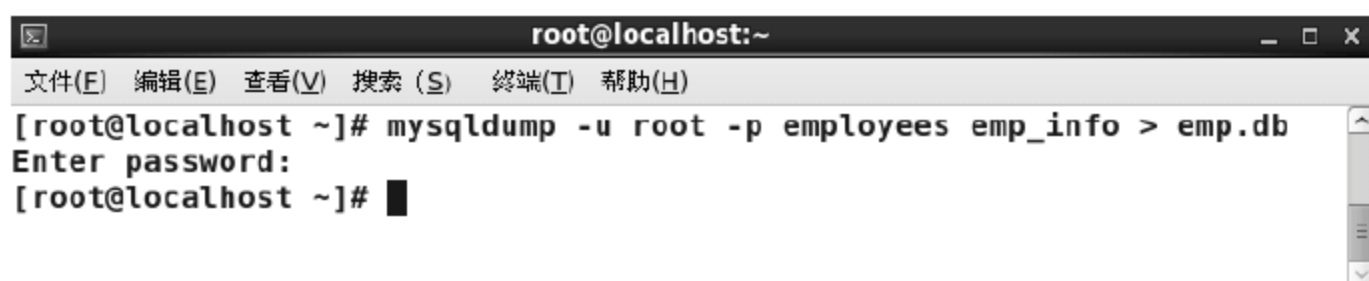 root@localhost:~
文件(F) 编辑(E) 查看(V) 搜索 (S) 终端(T) 帮助(H)
[root@localhost ~]# mysqldump -u root -p employees emp_info > emp.db
Enter password:
[root@localhost ~]#